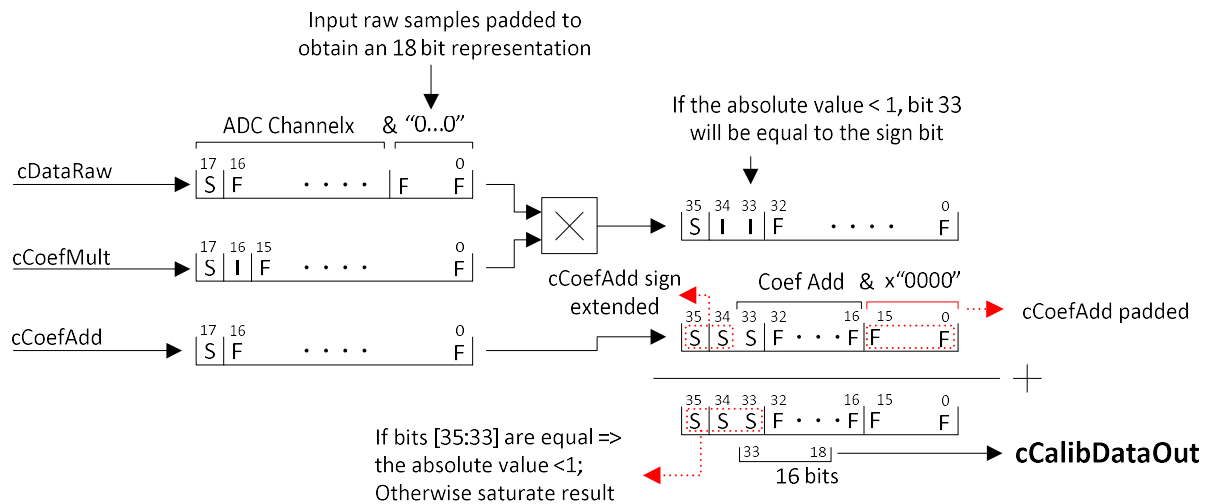 Input raw samples padded to
obtain an 18 bit representation
ADC Channelx & “0...0”
17 16 0
cDataRaw
S F . . . . F F
17 16 15 0
cCoefMult
S I F . . . . F
17 16 0
cCoefAdd
S F . . . . F
If the absolute value < 1, bit 33
will be equal to the sign bit
35 34 33 32 0
S I I F . . . . F
cCoefAdd sign
extended
Coef Add & x“0000”
35 34 33 32 16 15 0
S S S F . . . F F F
cCoefAdd padded
+
35 34 33 32 16 15 0
S S S F . . . F F F
33 18
16 bits
cCalibDataOut
If bits [35:33] are equal =>
the absolute value <1;
Otherwise saturate result